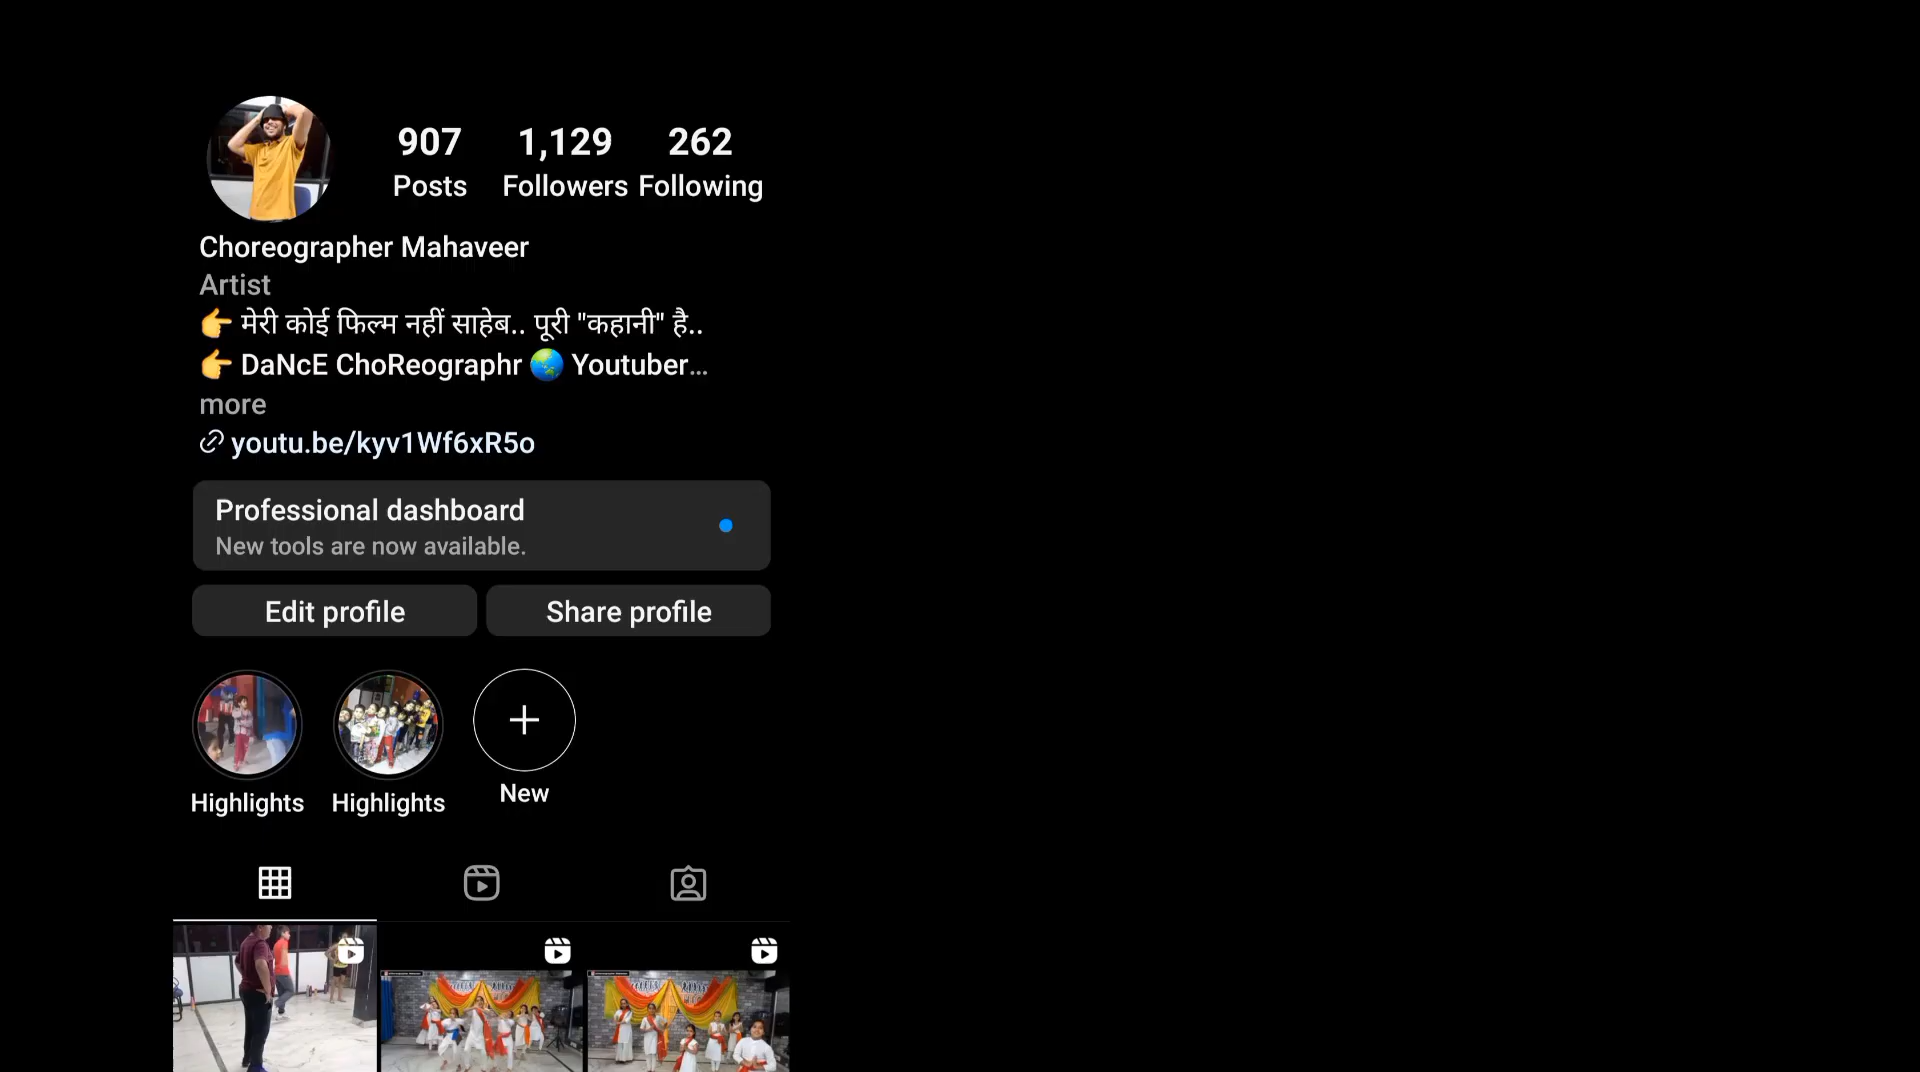 907 1,129 262
Posts Followers Following
Choreographer Mahaveer
Artist
👉 मेरी कोई फिल्म नहीं साहेब.. पूरी "कहानी" है..
👉 DaNcE ChoReographr 🌏 Youtuber...
more
youtu.be/kyv1Wf6xR5o
Professional dashboard
New tools are now available.
Edit profile Share profile
Highlights Highlights New